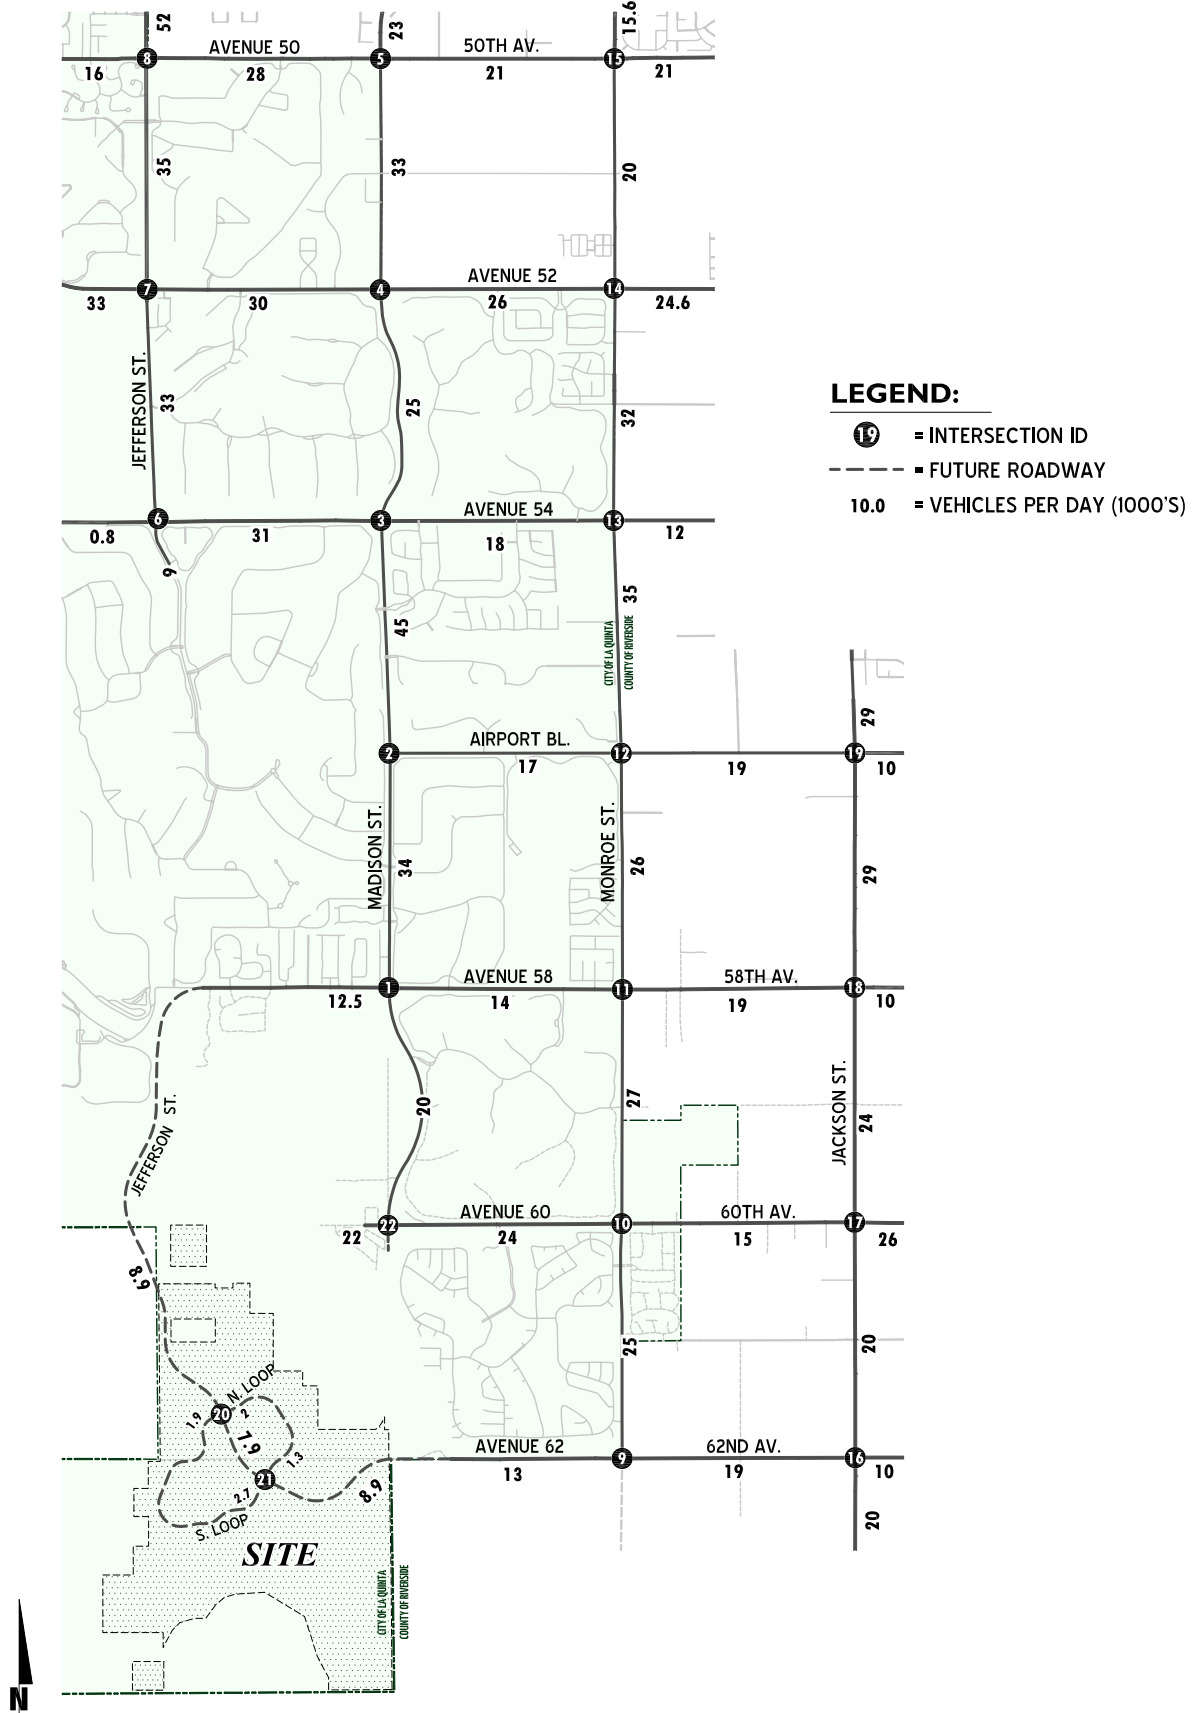 52
23
15.6
AVENUE 50
50TH AV.
8
5
15
16
28
21
21
35
33
20
AVENUE 52
7
4
14
33
30
26
24.6
JEFFERSON ST.
33
25
32
LEGEND:
19 = INTERSECTION ID
= FUTURE ROADWAY
10.0 = VEHICLES PER DAY (1000'S)
AVENUE 54
6
3
13
0.8
31
18
12
9
45
35
CITY OF LA QUINTA
COUNTY OF RIVERSIDE
29
AIRPORT BL.
2
12
19
17
19
10
MADISON ST.
34
MONROE ST.
26
29
AVENUE 58
58TH AV.
1
11
18
12.5
14
19
10
JEFFERSON ST.
20
27
JACKSON ST.
24
AVENUE 60
60TH AV.
22
10
17
22
24
15
26
8.9
25
20
N. LOOP
20
1.9
2
7.9
1.3
21
2.7
8.9
S. LOOP
AVENUE 62
62ND AV.
9
16
13
19
10
20
SITE
CITY OF LA QUINTA
COUNTY OF RIVERSIDE
N